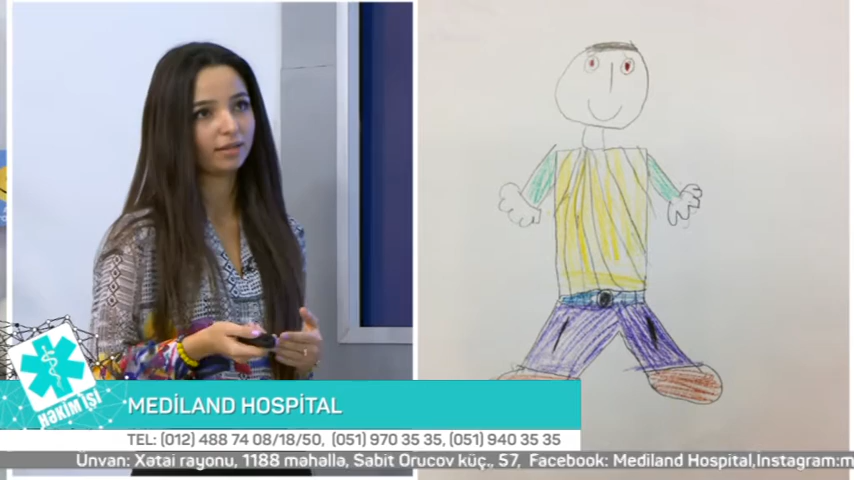 HƏKİM İŞİ
MEDİLAND HOSPİTAL
TEL: (012) 488 74 08/18/50, (051) 970 35 35, (051) 940 35 35
Ünvan: Xətai rayonu, 1188 məhəllə, Sabit Orucov küç., 57, Facebook: Mediland Hospital,İnstagram:m